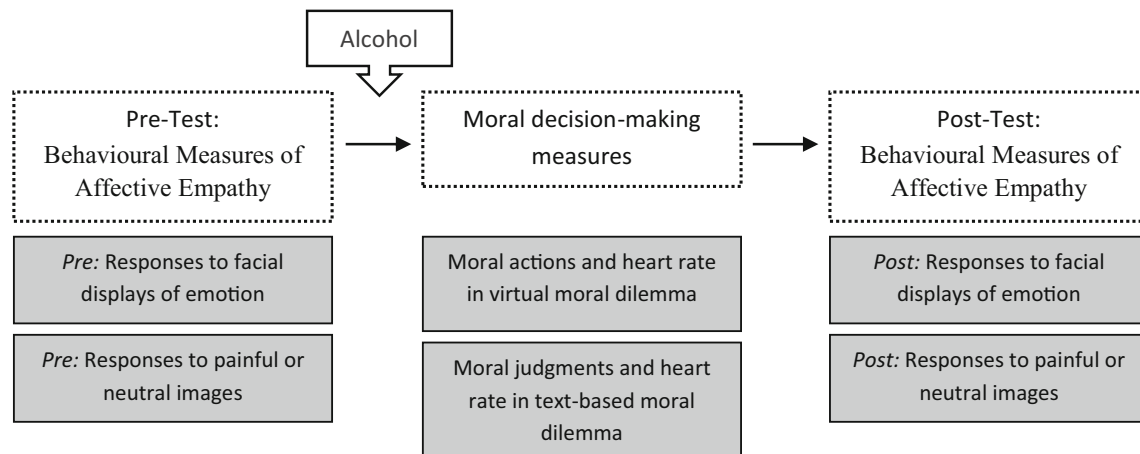 Alcohol
Pre-Test:
Behavioural Measures of
Affective Empathy
Moral decision-making
measures
Post-Test:
Behavioural Measures of
Affective Empathy
Pre: Responses to facial
displays of emotion
Moral actions and heart rate
in virtual moral dilemma
Post: Responses to facial
displays of emotion
Pre: Responses to painful or
neutral images
Moral judgments and heart
rate in text-based moral
dilemma
Post: Responses to painful or
neutral images